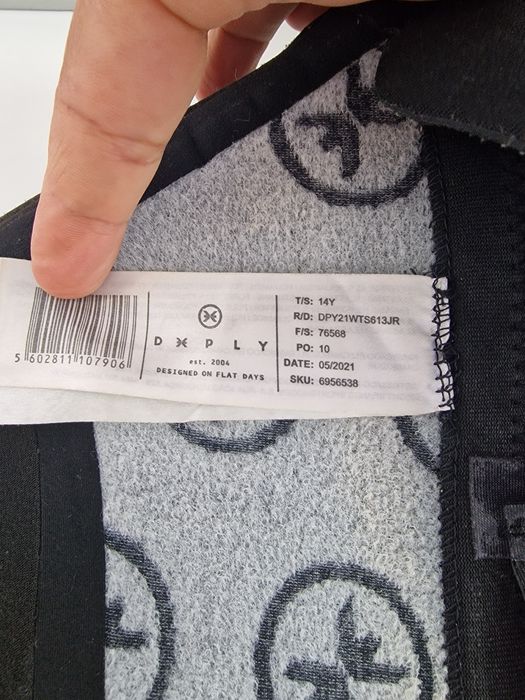 5 602811 107906
DEPLY
est. 2004
DESIGNED ON FLAT DAYS
T/S: 14Y
R/D: DPY21WTS613JR
F/S: 76568
PO: 10
DATE: 05/2021
SKU: 6956538